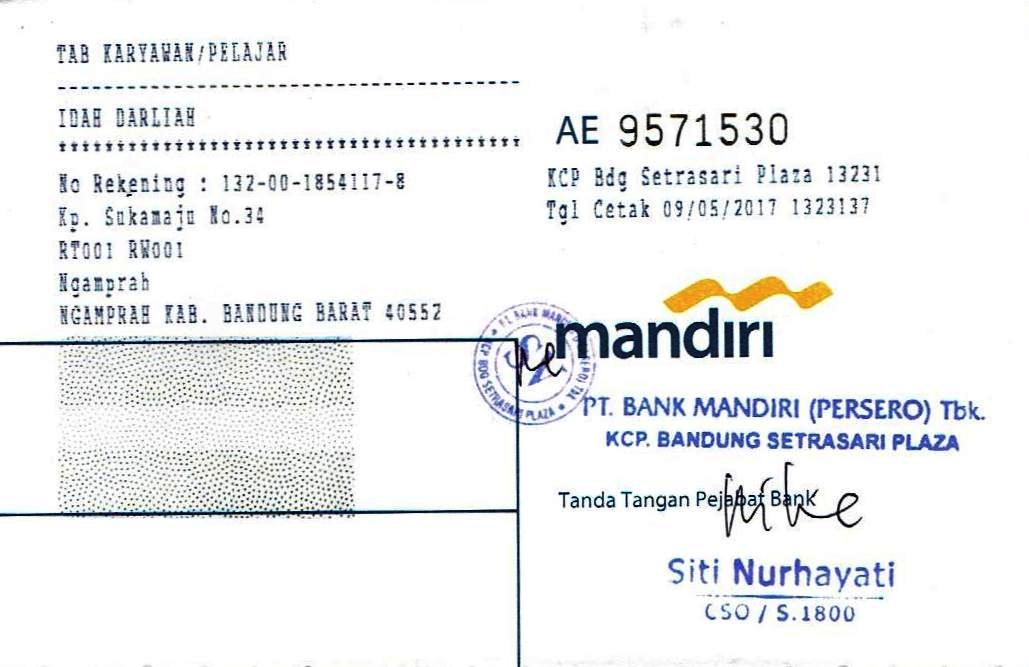 TAB KARYAWAN/PELAJAR
----------------------------------------
IDAH DARLIAH
****************************************
No Rekening : 132-00-1854117-8
Kp. Sukamaju No.34
RT001 RW001
Ngamprah
NGAMPRAH KAB. BANDUNG BARAT 40552
AE 9571530
KCP Bdg Setrasari Plaza 13231
Tgl Cetak 09/05/2017 1323137
mandiri
PT. BANK MANDIRI (PERSERO) Tbk.
KCP BDG SETRASARI PLAZA
PT. BANK MANDIRI (PERSERO) Tbk.
KCP. BANDUNG SETRASARI PLAZA
Tanda Tangan Pejabat Bank
Siti Nurhayati
CSO / S.1800